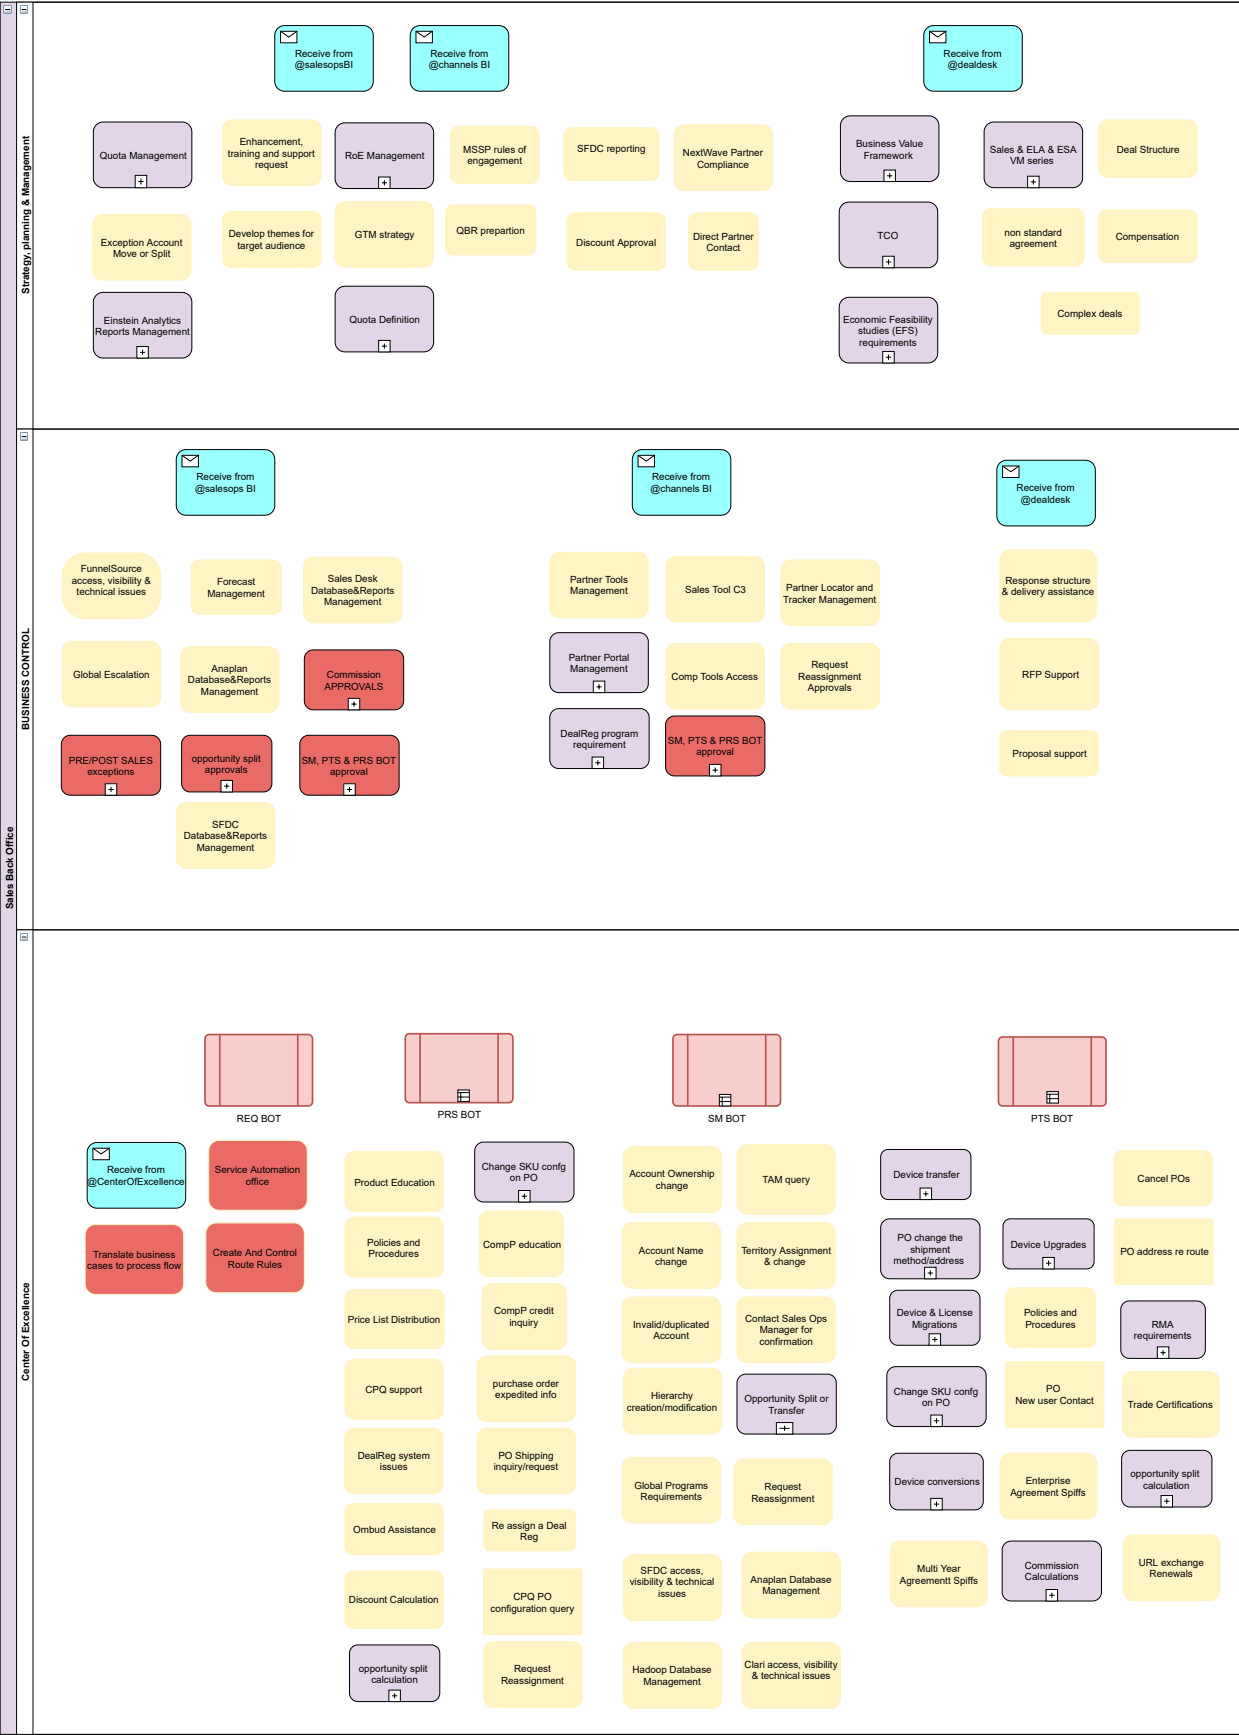 Sales Back Office
Strategy, planning & Management
Receive from
@salesopsBI
Receive from
@channels BI
Receive from
@dealdesk
Quota Management
Enhancement,
training and support
request
RoE Management
MSSP rules of
engagement
SFDC reporting
NextWave Partner
Compliance
Business Value
Framework
Sales & ELA & ESA
VM series
Deal Structure
Exception Account
Move or Split
Develop themes for
target audience
GTM strategy
QBR prepartion
Discount Approval
Direct Partner
Contact
TCO
non standard
agreement
Compensation
Einstein Analytics
Reports Management
Quota Definition
Economic Feasibility
studies (EFS)
requirements
Complex deals
BUSINESS CONTROL
Receive from
@salesops BI
Receive from
@channels BI
Receive from
@dealdesk
FunnelSource
access, visibility &
technical issues
Forecast
Management
Sales Desk
Database&Reports
Management
Partner Tools
Management
Sales Tool C3
Partner Locator and
Tracker Management
Response structure
& delivery assistance
Global Escalation
Anaplan
Database&Reports
Management
Commission
APPROVALS
Partner Portal
Management
Comp Tools Access
Request
Reassignment
Approvals
RFP Support
PRE/POST SALES
exceptions
opportunity split
approvals
SM, PTS & PRS BOT
approval
DealReg program
requirement
SM, PTS & PRS BOT
approval
Proposal support
SFDC
Database&Reports
Management
Center Of Excellence
REQ BOT
PRS BOT
SM BOT
PTS BOT
Receive from
@CenterOfExcellence
Service Automation
office
Product Education
Change SKU confg
on PO
Account Ownership
change
TAM query
Device transfer
Cancel POs
Translate business
cases to process flow
Create And Control
Route Rules
Policies and
Procedures
CompP education
Account Name
change
Territory Assignment
& change
PO change the
shipment
method/address
Device Upgrades
PO address re route
Price List Distribution
CompP credit
inquiry
Invalid/duplicated
Account
Contact Sales Ops
Manager for
confirmation
Device & License
Migrations
Policies and
Procedures
RMA
requirements
CPQ support
purchase order
expedited info
Hierarchy
creation/modification
Opportunity Split or
Transfer
Change SKU confg
on PO
PO
New user Contact
Trade Certifications
DealReg system
issues
PO Shipping
inquiry/request
Global Programs
Requirements
Request
Reassignment
Device conversions
Enterprise
Agreement Spiffs
opportunity split
calculation
Ombud Assistance
Re assign a Deal
Reg
SFDC access,
visibility & technical
issues
Anaplan Database
Management
Multi Year
Agreementt Spiffs
Commission
Calculations
URL exchange
Renewals
Discount Calculation
CPQ PO
configuration query
opportunity split
calculation
Request
Reassignment
Hadoop Database
Management
Clari access, visibility
& technical issues